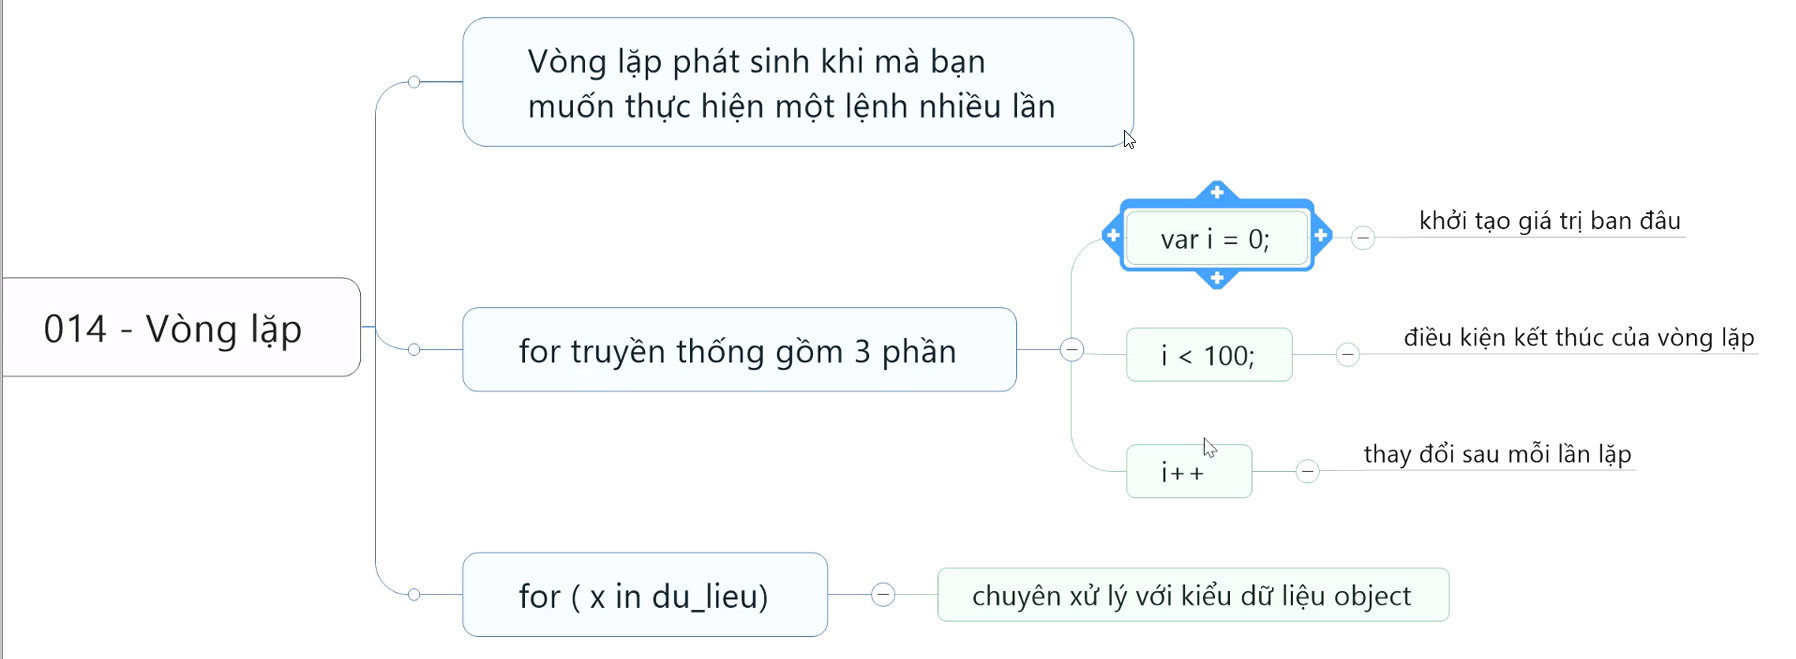 014 - Vòng lặp
Vòng lặp phát sinh khi mà bạn
muốn thực hiện một lệnh nhiều lần
for truyền thống gồm 3 phần
var i = 0;
khởi tạo giá trị ban đâu
i < 100;
điều kiện kết thúc của vòng lặp
i++
thay đổi sau mỗi lần lặp
for ( x in du_lieu)
chuyên xử lý với kiểu dữ liệu object